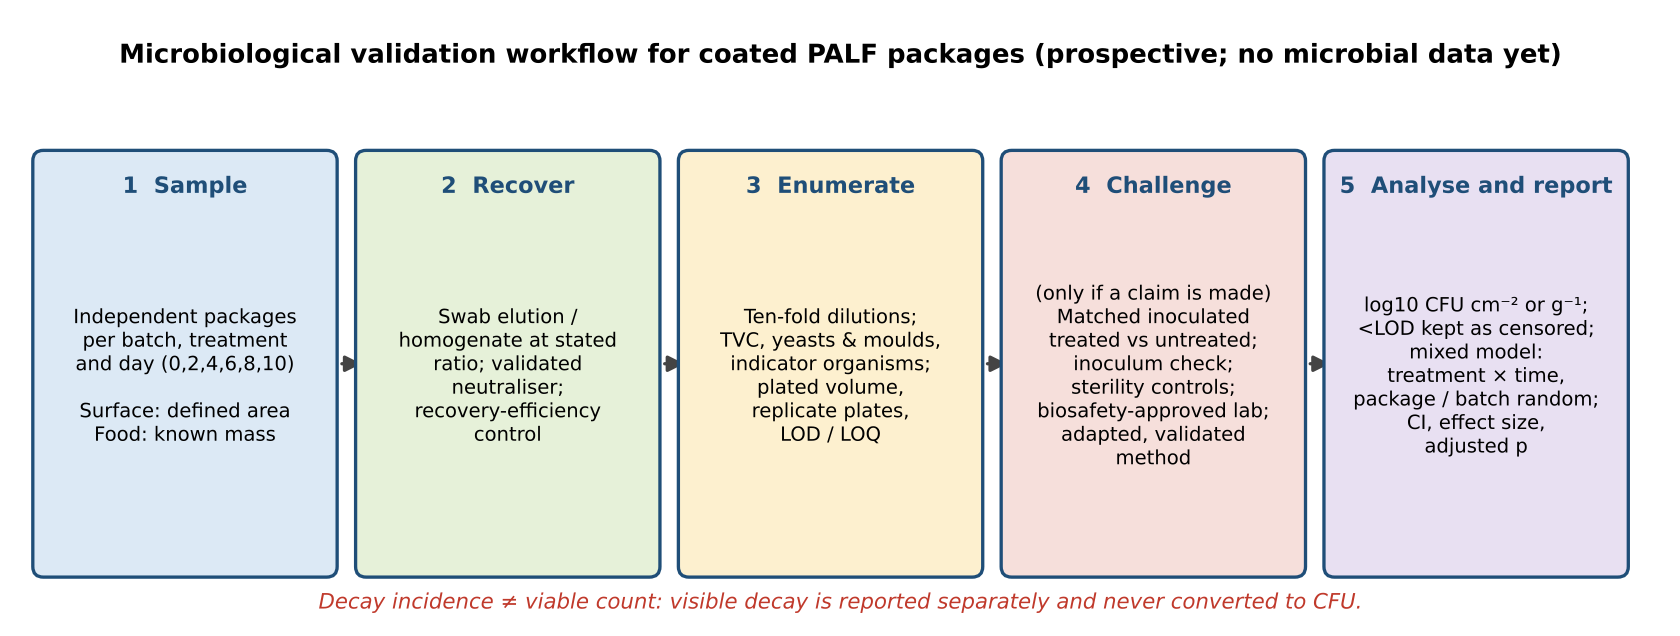 Microbiological validation workflow for coated PALF packages (prospective; no microbial data yet)
1 Sample
Independent packages
per batch, treatment
and day (0,2,4,6,8,10)
Surface: defined area
Food: known mass
2 Recover
Swab elution /
homogenate at stated
ratio; validated
neutraliser;
recovery-efficiency
control
3 Enumerate
Ten-fold dilutions;
TVC, yeasts & moulds,
indicator organisms;
plated volume,
replicate plates,
LOD / LOQ
4 Challenge
(only if a claim is made)
Matched inoculated
treated vs untreated;
inoculum check;
sterility controls;
biosafety-approved lab;
adapted, validated
method
5 Analyse and report
log10 CFU cm⁻² or g⁻¹;
<LOD kept as censored;
mixed model:
treatment × time,
package / batch random;
CI, effect size,
adjusted p
Decay incidence ≠ viable count: visible decay is reported separately and never converted to CFU.